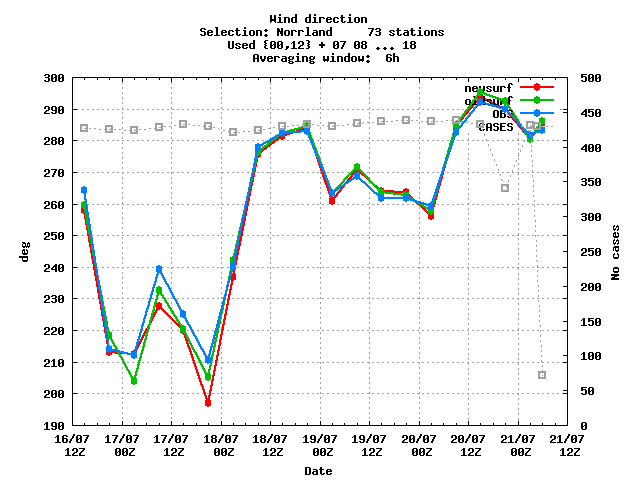 Wind direction
Selection: Norrland     73 stations
Used {00,12} + 07 08 ... 18
Averaging window:  6h
newsurf
oldsurf
OBS
CASES
deg
300
290
280
270
260
250
240
230
220
210
200
190
No cases
500
450
400
350
300
250
200
150
100
50
0
16/07 17/07 17/07 18/07 18/07 19/07 19/07 20/07 20/07 21/07 21/07
12Z 00Z 12Z 00Z 12Z 00Z 12Z 00Z 12Z 00Z 12Z
Date